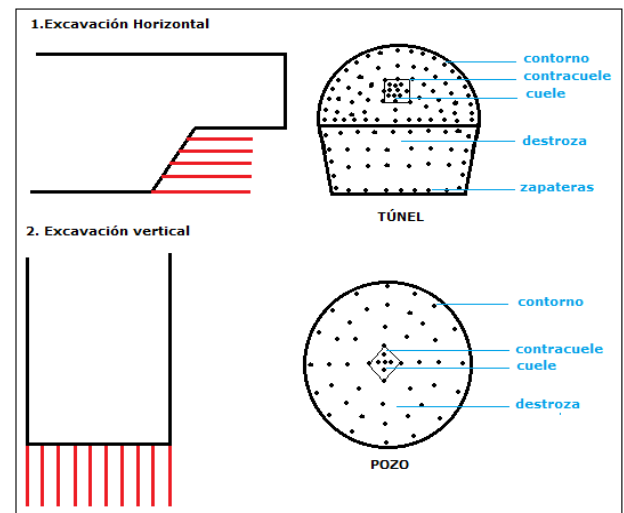 1.Excavación Horizontal
contorno
contracuele
cuele
destroza
zapateras
TÚNEL
2. Excavación vertical
contorno
contracuele
cuele
destroza
POZO